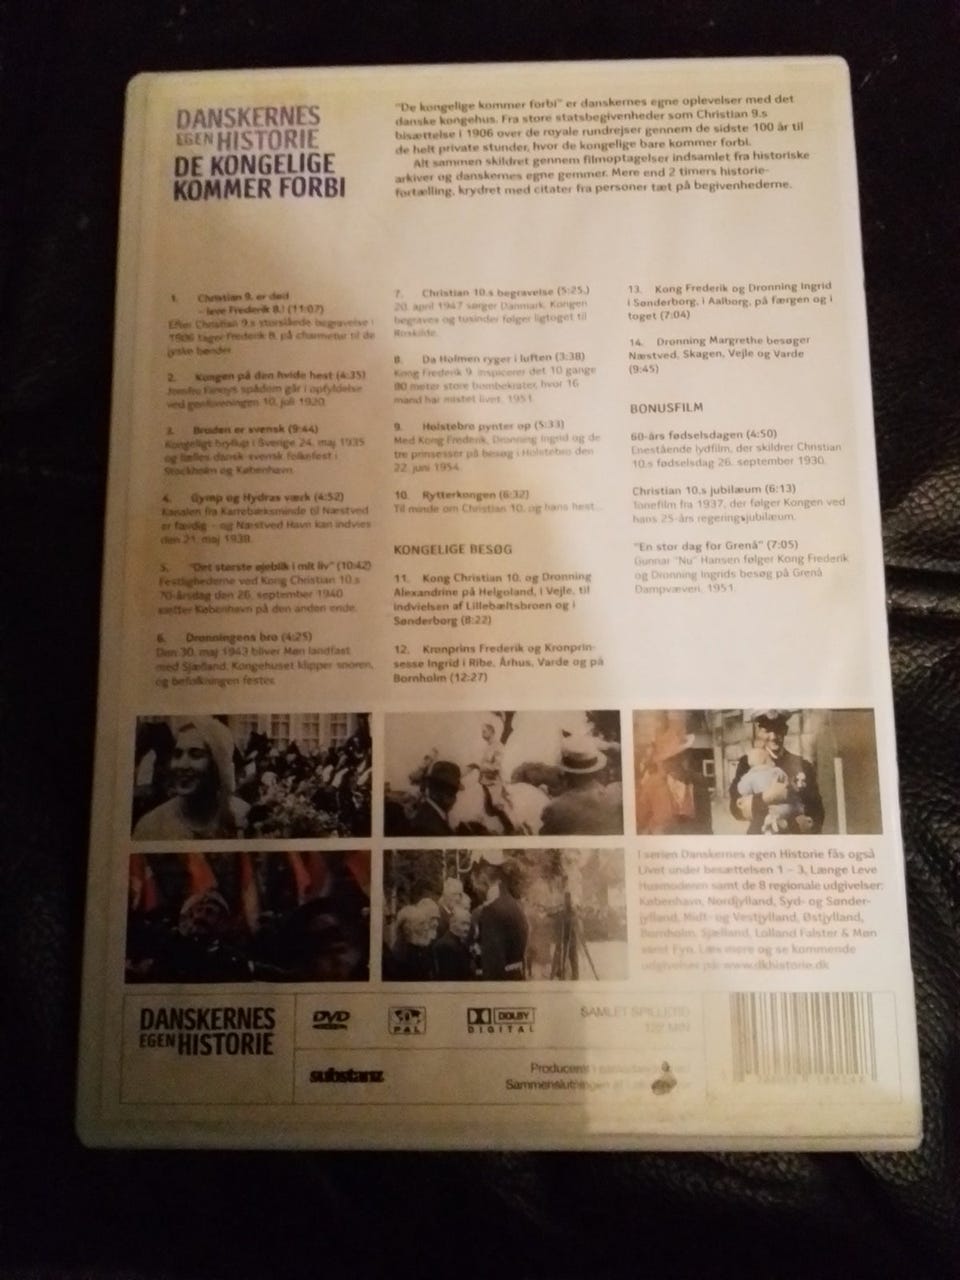 DANSKERNES
EGEN HISTORIE
DE KONGELIGE
KOMMER FORBI
"De kongelige kommer forbi" er danskernes egne oplevelser med det
danske kongehus. Fra store statsbegivenheder som Christian 9.s
bisættelse i 1906 over de royale rundrejser gennem de sidste 100 år til
de helt private stunder, hvor de kongelige bare kommer forbi.
Alt sammen skildret gennem filmoptagelser indsamlet fra historiske
arkiver og danskernes egne gemmer. Mere end 2 timers historie-
fortælling, krydret med citater fra personer tæt på begivenhederne.
1. Christian 9. er død
- leve Frederik 8.! (11:07)
Efter Christian 9.s storslåede begravelse i
1906 tager Frederik 8. på charmetur til de
jyske bønder.
2. Kongen på den hvide hest (4:35)
Jomfru Fannys spådom går i opfyldelse
ved genforeningen 10. juli 1920.
3. Bruden er svensk (9:44)
Kongeligt bryllup i Sverige 24. maj 1935
og fælles dansk-svensk folkefest i
Stockholm og København.
4. Gymp og Hydras værk (4:52)
Kanalen fra Karrebæksminde til Næstved
er færdig - og Næstved Havn kan indvies
den 21. maj 1938.
5. "Det største øjeblik i mit liv" (10:42)
Festlighederne ved Kong Christian 10.s
70-årsdag den 26. september 1940
sætter København på den anden ende.
6. Dronningens bro (4:25)
Den 30. maj 1943 bliver Møn landfast
med Sjælland. Kongehuset klipper snoren,
og befolkningen fester.
7. Christian 10.s begravelse (5:25.)
20. april 1947 sørger Danmark. Kongen
begraves og tusinder følger ligtoget til
Roskilde.
8. Da Holmen ryger i luften (3:38)
Kong Frederik 9. inspicerer det 10 gange
80 meter store bombekrater, hvor 16
mand har mistet livet. 1951.
9. Holstebro pynter op (5:33)
Med Kong Frederik, Dronning Ingrid og de
tre prinsesser på besøg i Holstebro den
22. juni 1954.
10. Rytterkongen (6:32)
Til minde om Christian 10. og hans hest...
KONGELIGE BESØG
11. Kong Christian 10. og Dronning
Alexandrine på Helgoland, i Vejle, til
indvielsen af Lillebæltsbroen og i
Sønderborg (8:22)
12. Kronprins Frederik og Kronprin-
sesse Ingrid i Ribe, Århus, Varde og på
Bornholm (12:27)
13. Kong Frederik og Dronning Ingrid
i Sønderborg, i Aalborg, på færgen og i
toget (7:04)
14. Dronning Margrethe besøger
Næstved, Skagen, Vejle og Varde
(9:45)
BONUSFILM
60-års fødselsdagen (4:50)
Enestående lydfilm, der skildrer Christian
10.s fødselsdag 26. september 1930.
Christian 10.s jubilæum (6:13)
Tonefilm fra 1937, der følger Kongen ved
hans 25-års regeringsjubilæum.
"En stor dag for Grenå" (7:05)
Gunnar "Nu" Hansen følger Kong Frederik
og Dronning Ingrids besøg på Grenå
Dampvæveri, 1951.
I serien Danskernes egen Historie fås også
Livet under besættelsen 1 - 3, Længe Leve
Husmoderen samt de 8 regionale udgivelser:
København, Nordjylland, Syd- og Sønder-
jylland, Midt- og Vestjylland, Østjylland,
Bornholm, Sjælland, Lolland Falster & Møn
samt Fyn. Læs mere og se kommende
udgivelser på: www.dkhistorie.dk
DANSKERNES
EGEN HISTORIE
DVD
PAL
DOLBY
DIGITAL
SAMLET SPILLETID
122 MIN
substanz
Produceret i
Sammenslutningen af